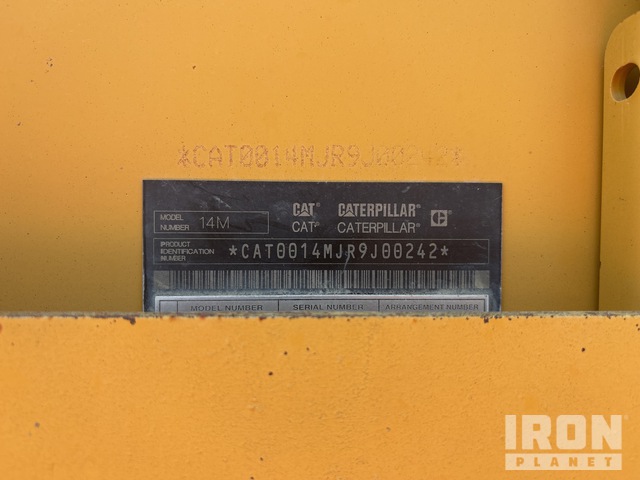 *CAT0014MJR9J00242*
MODEL NUMBER 14M
CAT CATERPILLAR
CAT® CATERPILLAR®
PRODUCT IDENTIFICATION NUMBER *CAT0014MJR9J00242*
MODEL NUMBER SERIAL NUMBER ARRANGEMENT NUMBER
IRON
PLANET